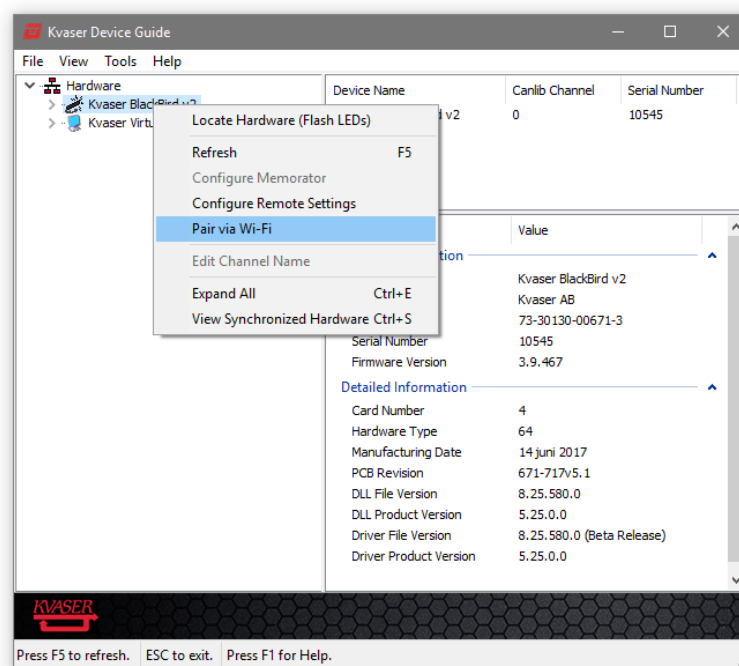 Kvaser Device Guide
File View Tools Help
Hardware
Kvaser BlackBird v2
Kvaser Virtu
Device Name Canlib Channel Serial Number
v2 0 10545
Locate Hardware (Flash LEDs)
Refresh F5
Configure Memorator
Configure Remote Settings
Pair via Wi-Fi
Edit Channel Name
Expand All Ctrl+E
View Synchronized Hardware Ctrl+S
Value
tion
Kvaser BlackBird v2
Kvaser AB
73-30130-00671-3
Serial Number 10545
Firmware Version 3.9.467
Detailed Information
Card Number 4
Hardware Type 64
Manufacturing Date 14 juni 2017
PCB Revision 671-717v5.1
DLL File Version 8.25.580.0
DLL Product Version 5.25.0.0
Driver File Version 8.25.580.0 (Beta Release)
Driver Product Version 5.25.0.0
KVASER
Press F5 to refresh. ESC to exit. Press F1 for Help.